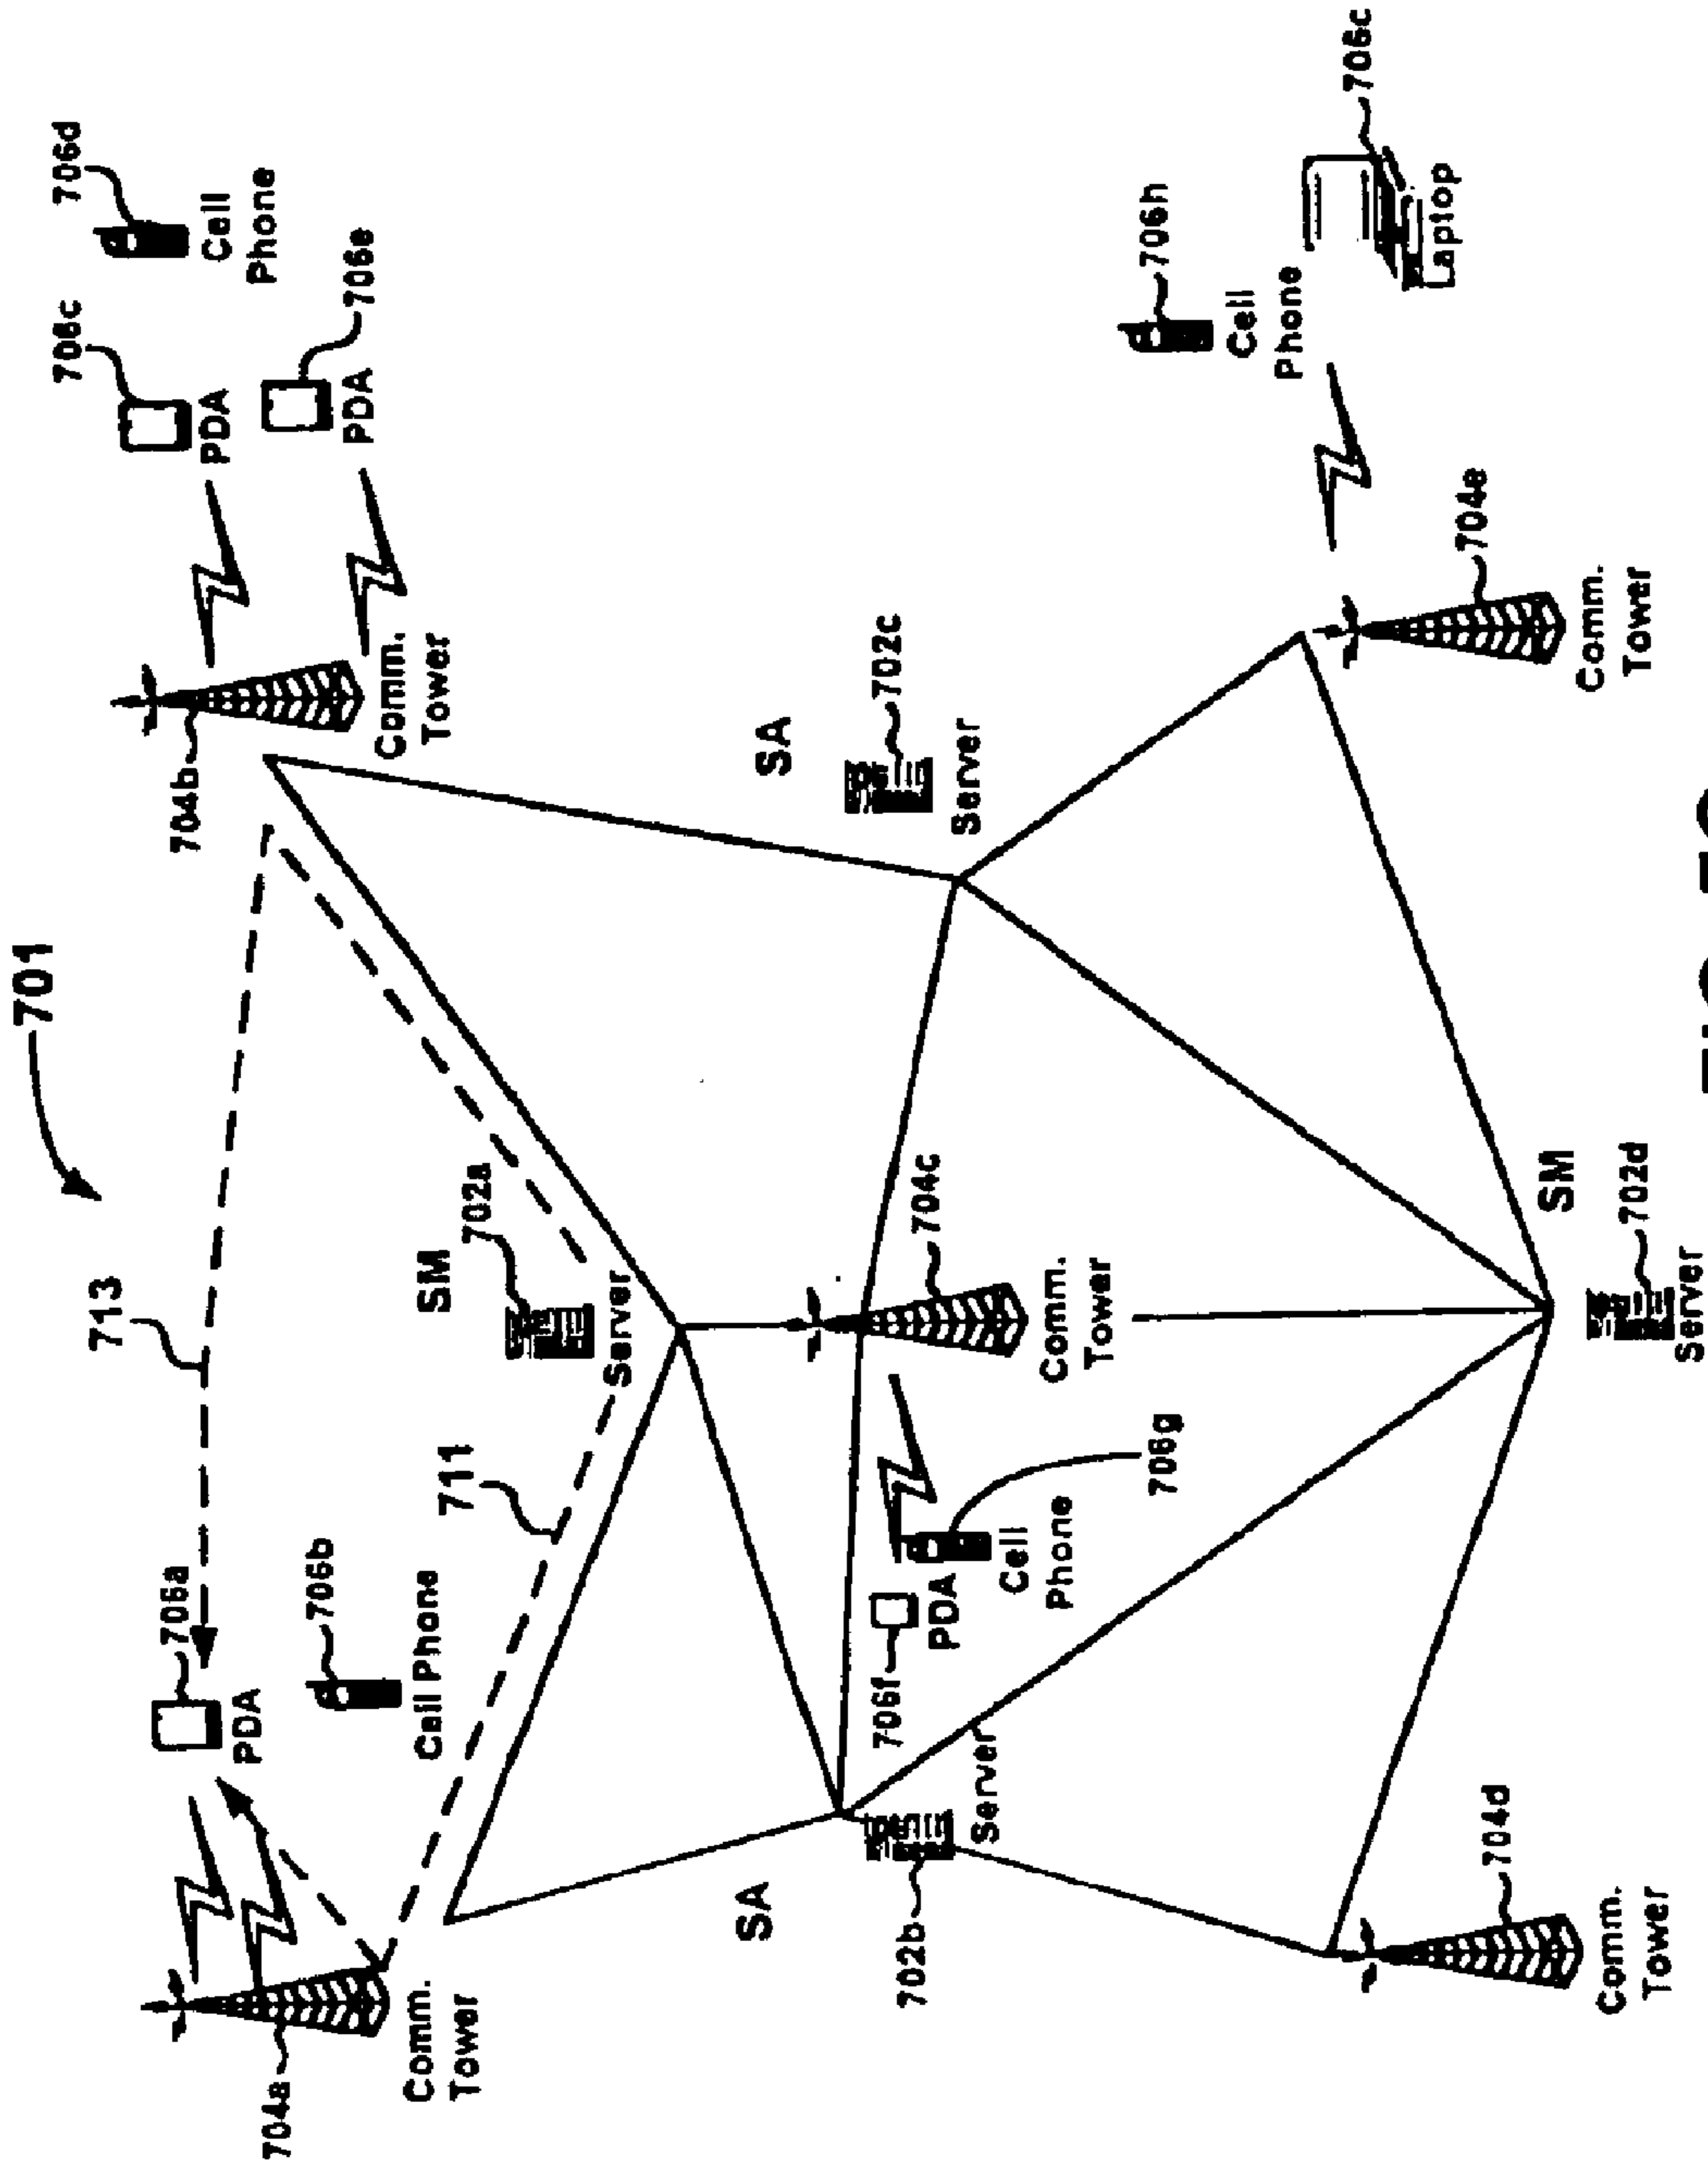 701
713
711
706a
PDA
706b
Cell Phone
704a
Comm.
Tower
SM
702a
Server
704b
Comm.
Tower
706c
PDA
706d
Cell
Phone
706e
PDA
SA
702b
Server
706f
PDA
706g
Cell
Phone
704c
Comm.
Tower
SA
702c
Server
706h
Cell
Phone
706c
Laptop
704d
Comm.
Tower
SM
702d
Server
704e
Comm.
Tower